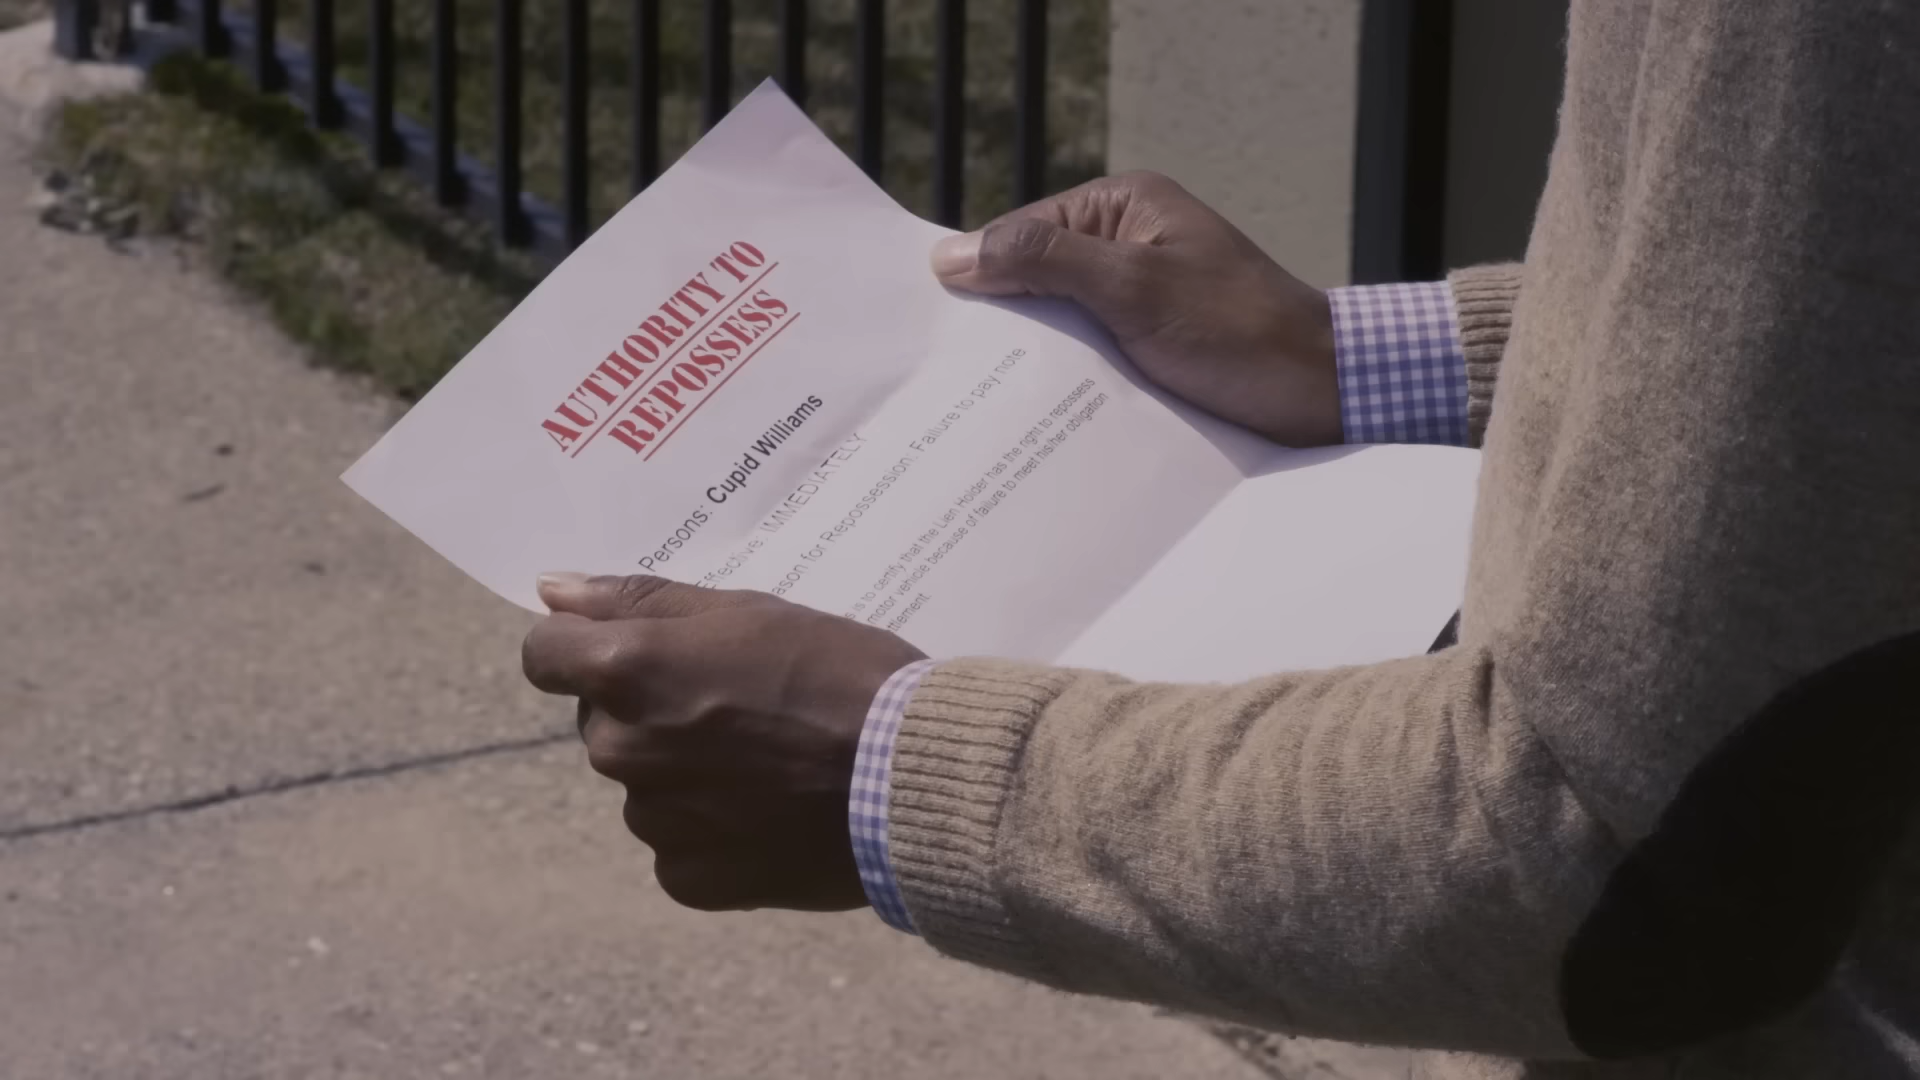 AUTHORITY TO
REPOSSESS
Persons: Cupid Williams
Effective: IMMEDIATELY
ason for Repossession: Failure to pay note
s is to certify that the Lien Holder has the right to repossess
motor vehicle because of failure to meet his/her obligation
ttlement.